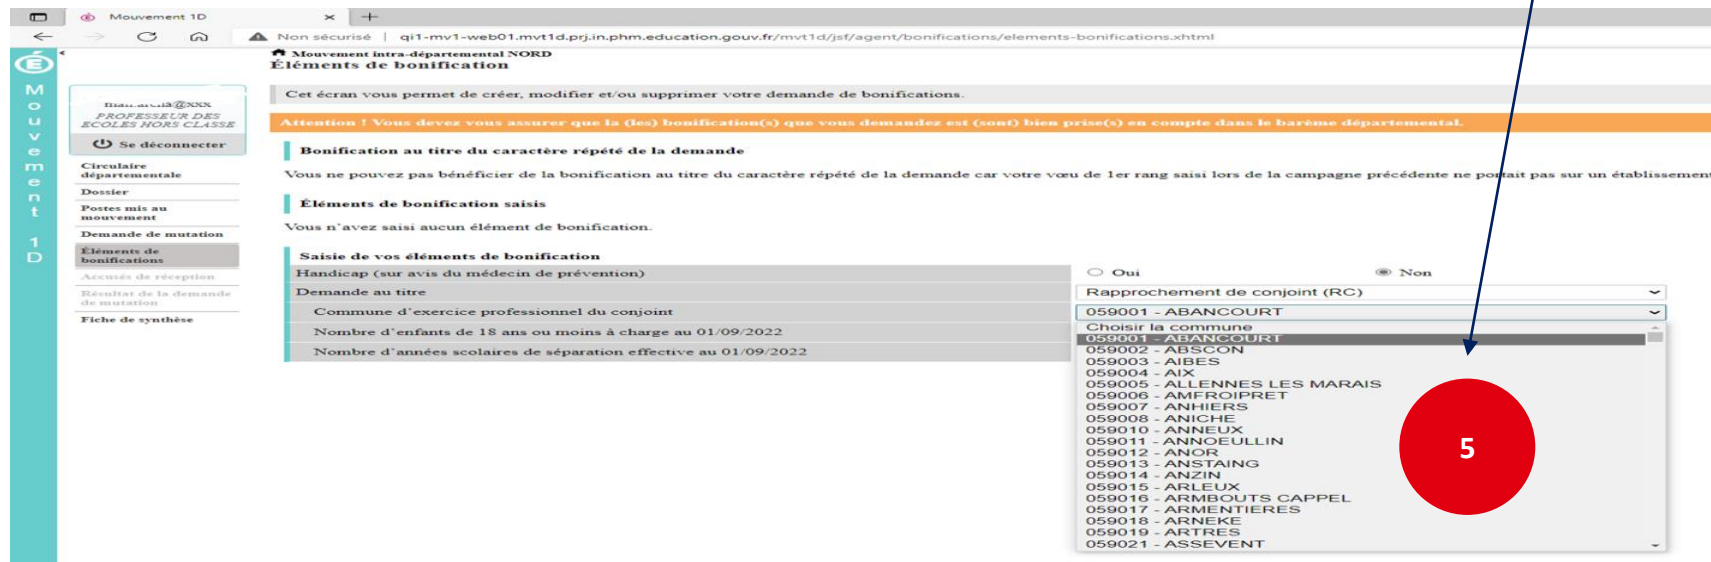 Mouvement 1D
Non sécurisé | qi1-mv1-web01.mvt1d.prj.in.phm.education.gouv.fr/mvt1d/jsf/agent/bonifications/elements-bonifications.xhtml
Mouvement 1D
Mouvement intra-départemental NORD
Éléments de bonification
Cet écran vous permet de créer, modifier et/ou supprimer votre demande de bonifications.
@xxx
PROFESSEUR DES
ECOLES HORS CLASSE
Se déconnecter
Circulaire
départementale
Dossier
Postes mis au
mouvement
Demande de mutation
Éléments de
bonifications
Accusés de réception
Résultat de la demande
de mutation
Fiche de synthèse
Attention ! Vous devez vous assurer que la (les) bonification(s) que vous demandez est (sont) bien prise(s) en compte dans le barème départemental.
Bonification au titre du caractère répété de la demande
Vous ne pouvez pas bénéficier de la bonification au titre du caractère répété de la demande car votre vœu de 1er rang saisi lors de la campagne précédente ne portait pas sur un établissement
Éléments de bonification saisis
Vous n'avez saisi aucun élément de bonification.
Saisie de vos éléments de bonification
Handicap (sur avis du médecin de prévention)
Oui
Non
Demande au titre
Rapprochement de conjoint (RC)
Commune d'exercice professionnel du conjoint
059001 - ABANCOURT
Nombre d'enfants de 18 ans ou moins à charge au 01/09/2022
Nombre d'années scolaires de séparation effective au 01/09/2022
Choisir la commune
059001 - ABANCOURT
059002 - ABSCON
059003 - AIBES
059004 - AIX
059005 - ALLENNES LES MARAIS
059006 - AMFROIPRET
059007 - ANHIERS
059008 - ANICHE
059010 - ANNEUX
059011 - ANNOEULLIN
059012 - ANOR
059013 - ANSTAING
059014 - ANZIN
059015 - ARLEUX
059016 - ARMBOUTS CAPPEL
059017 - ARMENTIERES
059018 - ARNEKE
059019 - ARTRES
059021 - ASSEVENT
5